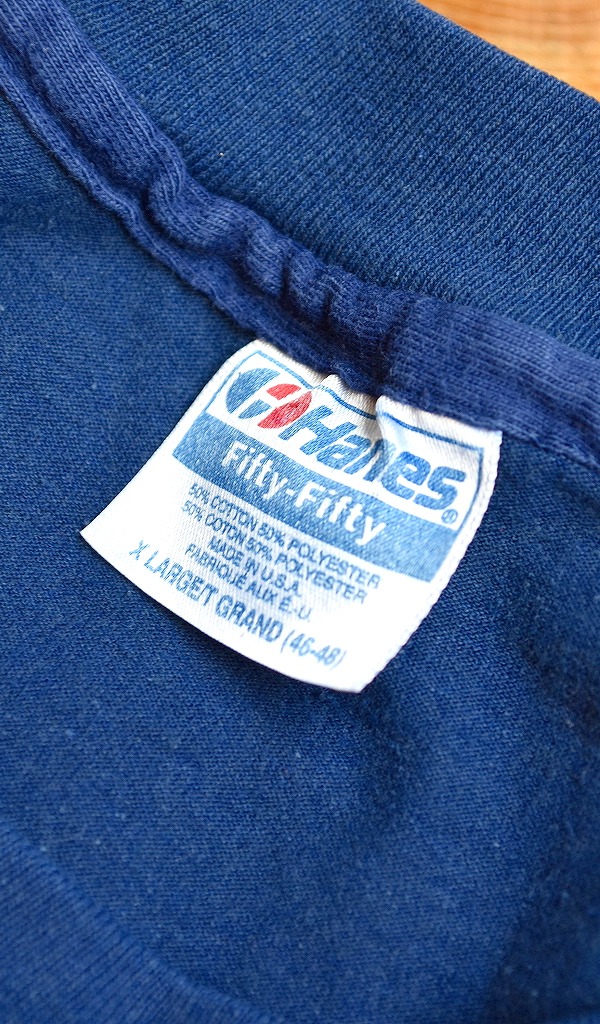 Hanes®
Fifty-Fifty
50% COTTON 50% POLYESTER
50% COTON 50% POLYESTER
MADE IN U.S.A.
FABRIQUÉ AUX É.-U.
X LARGE/T GRAND (46-48)